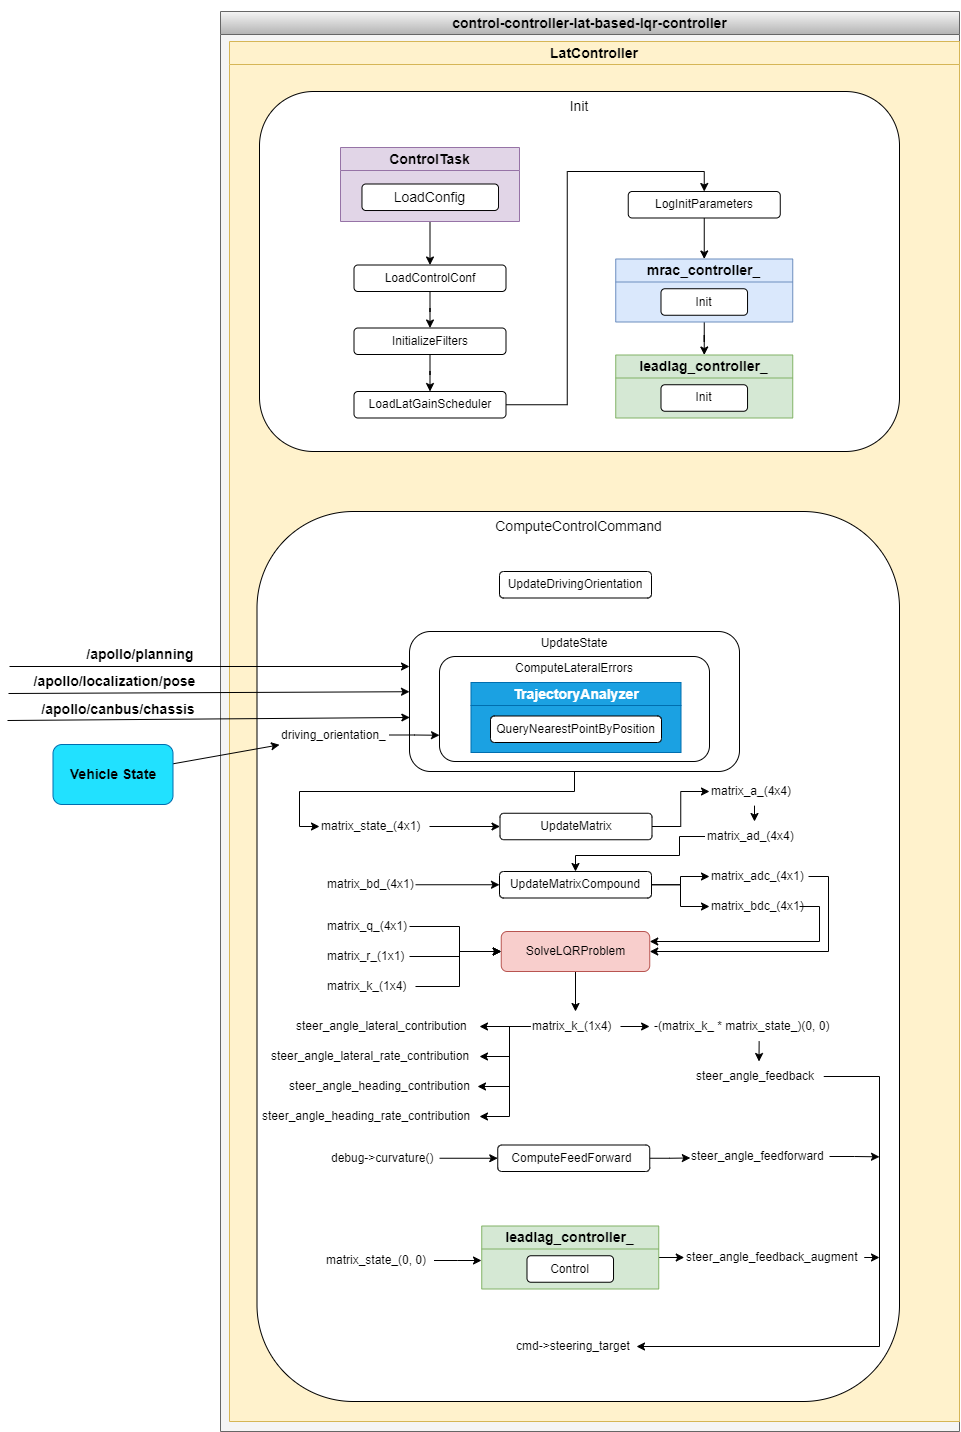 control-controller-lat-based-lqr-controller
LatController
Init
ControlTask
LoadConfig
LoadControlConf
InitializeFilters
LoadLatGainScheduler
LogInitParameters
mrac_controller_
Init
leadlag_controller_
Init
ComputeControlCommand
UpdateDrivingOrientation
UpdateState
/apollo/planning
ComputeLateralErrors
/apollo/localization/pose
TrajectoryAnalyzer
/apollo/canbus/chassis
QueryNearestPointByPosition
driving_orientation_
Vehicle State
matrix_a_(4x4)
matrix_state_(4x1)
UpdateMatrix
matrix_ad_(4x4)
matrix_bd_(4x1)
UpdateMatrixCompound
matrix_adc_(4x1)
matrix_bdc_(4x1)
matrix_q_(4x1)
SolveLQRProblem
matrix_r_(1x1)
matrix_k_(1x4)
steer_angle_lateral_contribution
matrix_k_(1x4)
-(matrix_k_ * matrix_state_)(0, 0)
steer_angle_lateral_rate_contribution
steer_angle_feedback
steer_angle_heading_contribution
steer_angle_heading_rate_contribution
debug->curvature()
ComputeFeedForward
steer_angle_feedforward
leadlag_controller_
matrix_state_(0, 0)
Control
steer_angle_feedback_augment
cmd->steering_target